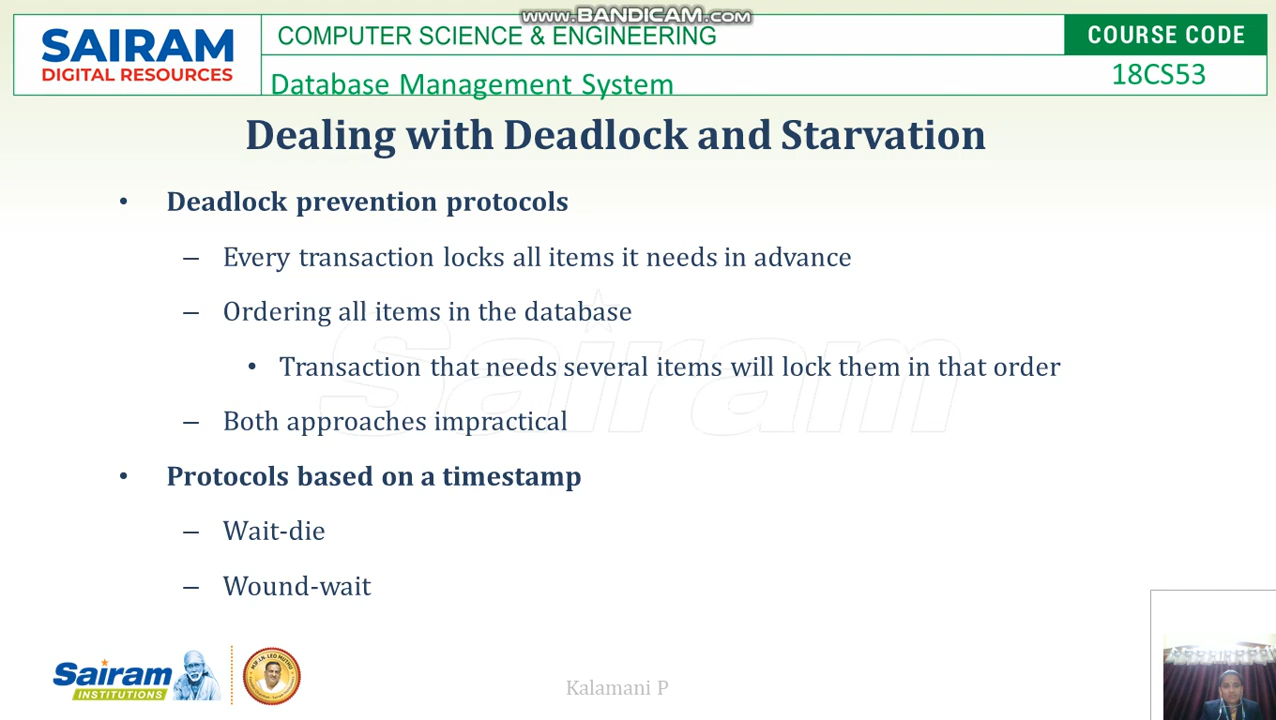 www.BANDICAM.com
SAIRAM
DIGITAL RESOURCES
COMPUTER SCIENCE & ENGINEERING
COURSE CODE
Database Management System
18CS53
Dealing with Deadlock and Starvation
• Deadlock prevention protocols
– Every transaction locks all items it needs in advance
– Ordering all items in the database
• Transaction that needs several items will lock them in that order
– Both approaches impractical
• Protocols based on a timestamp
– Wait-die
– Wound-wait
Sairam
Sairam
INSTITUTIONS
Kalamani P